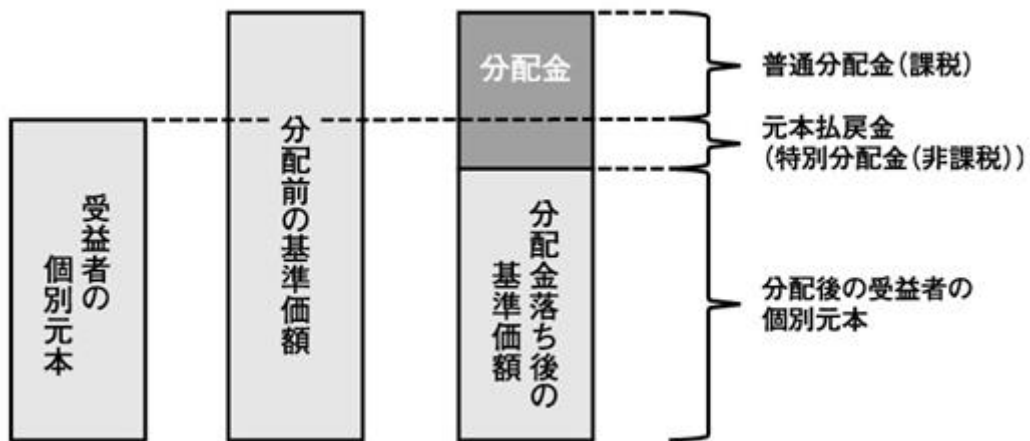 受益者の
個別元本
分配前の基準価額
分配金
分配金落ち後の
基準価額
普通分配金(課税)
元本払戻金
(特別分配金(非課税))
分配後の受益者の
個別元本